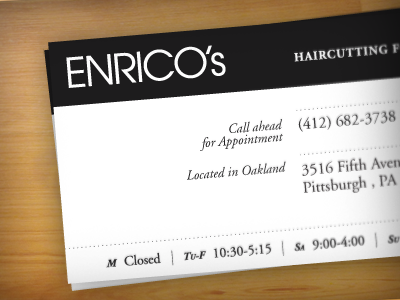 ENRICO's
HAIRCUTTING
Call ahead
for Appointment
(412) 682-3738
Located in Oakland
3516 Fifth
Pittsburgh , PA
M Closed | Tu-F 10:30-5:15 | Sa 9:00-4:00 |